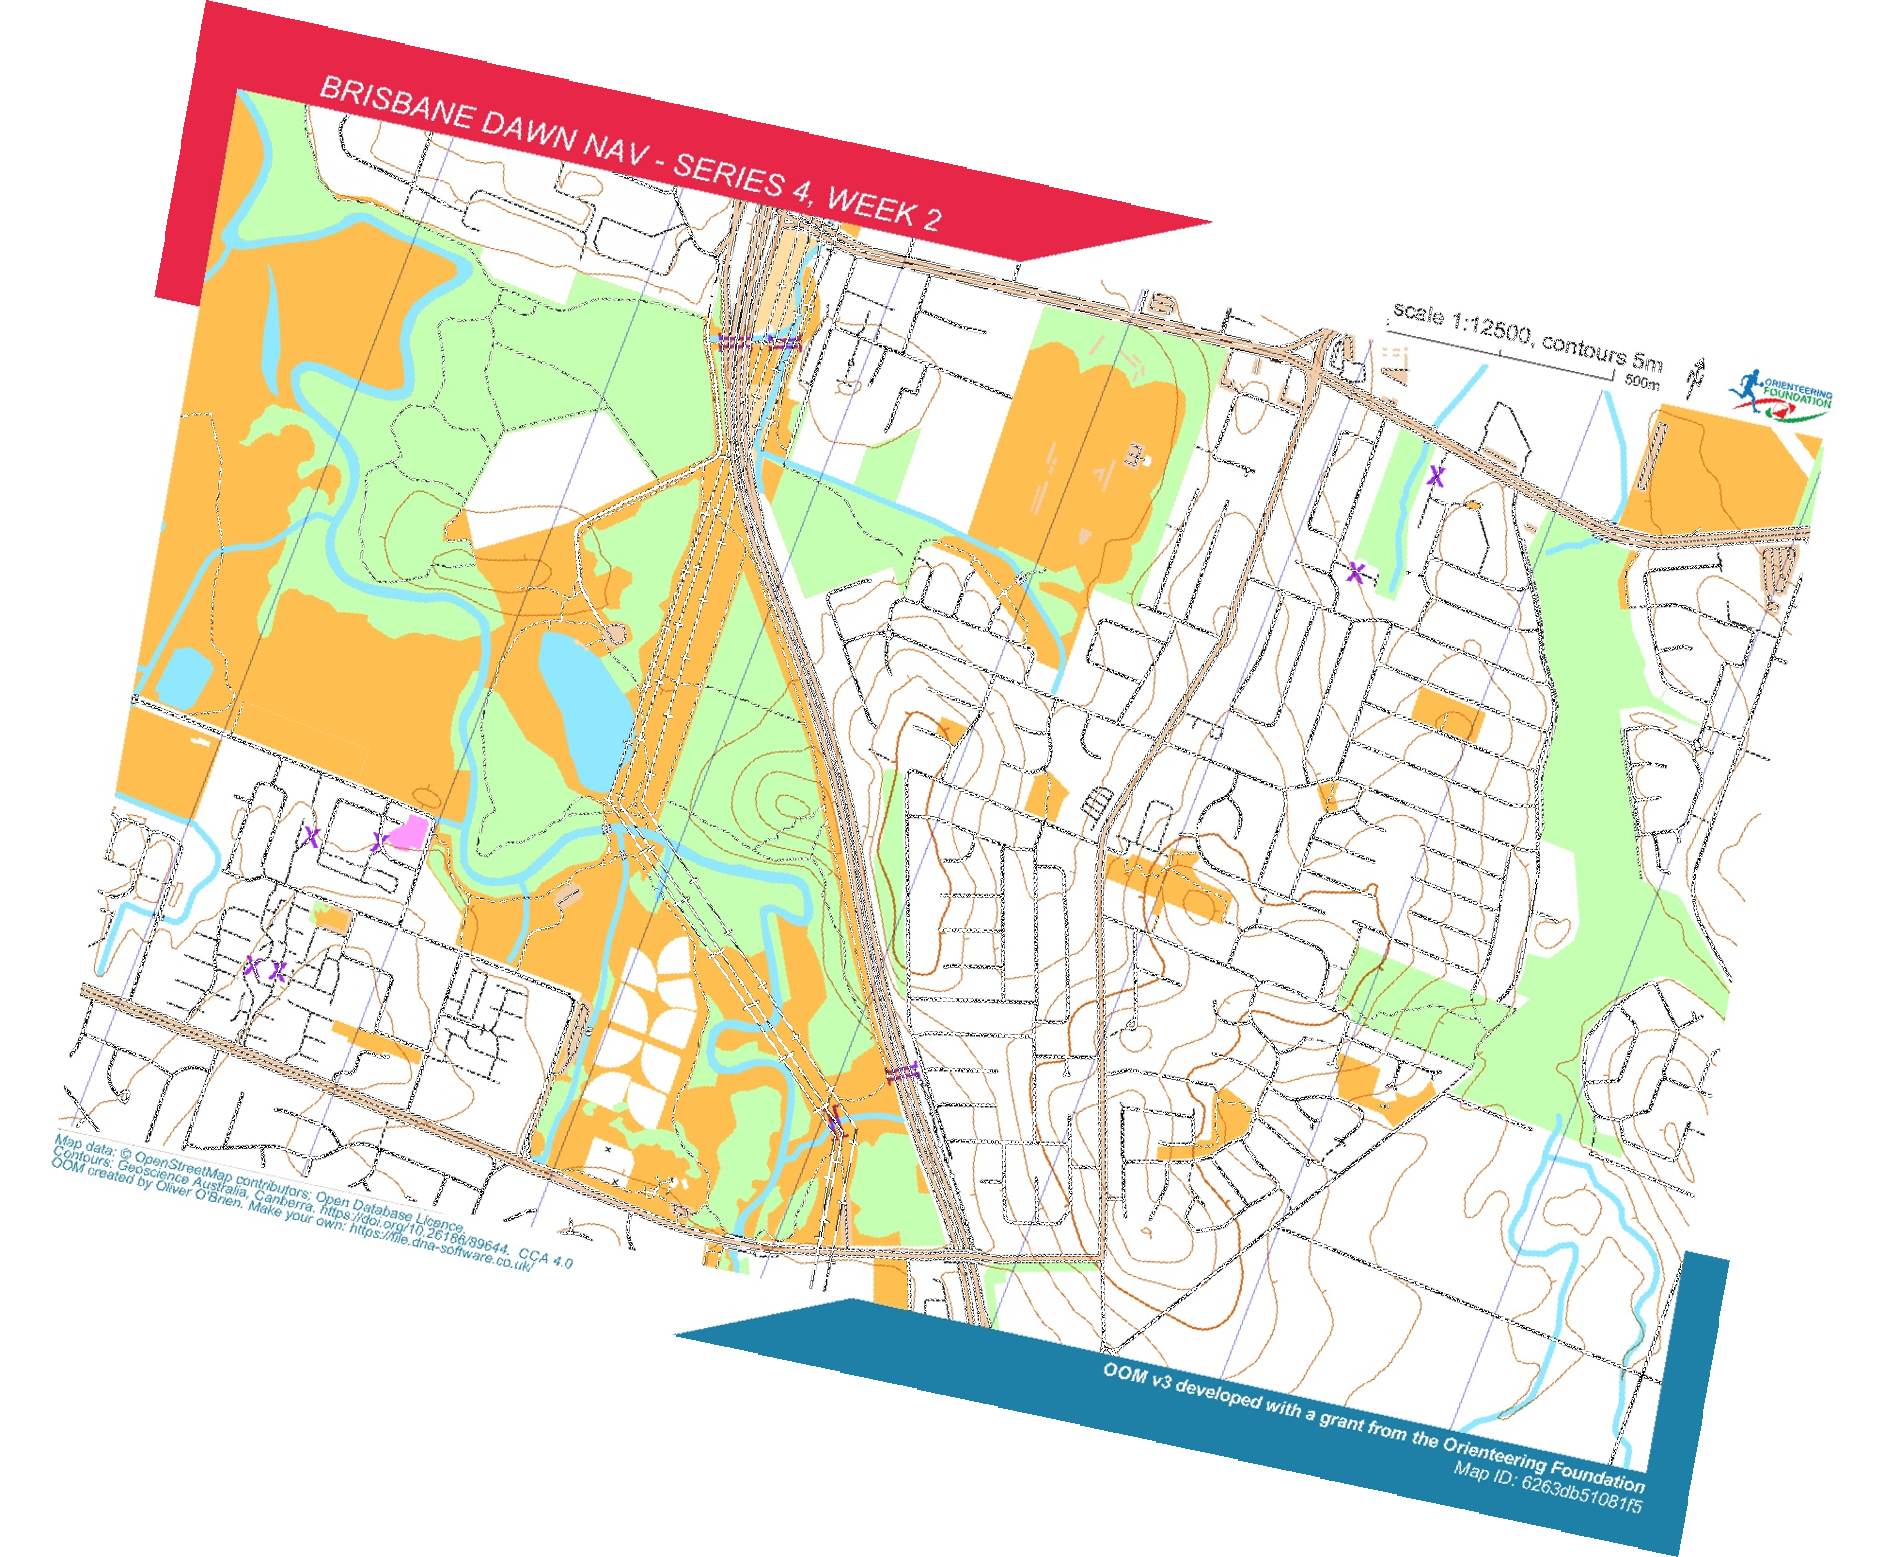 BRISBANE DAWN NAV - SERIES 4, WEEK 2
scale 1:12500, contours 5m
500m
ORIENTEERING
FOUNDATION
Map data: © OpenStreetMap contributors: Open Database Licence.
Contours: Geoscience Australia, Canberra. https://doi.org/10.26186/89644. CCA 4.0
OOM created by Oliver O'Brien. Make your own: https://file.dna-software.co.uk/
OOM v3 developed with a grant from the Orienteering Foundation
Map ID: 6263db51081f5